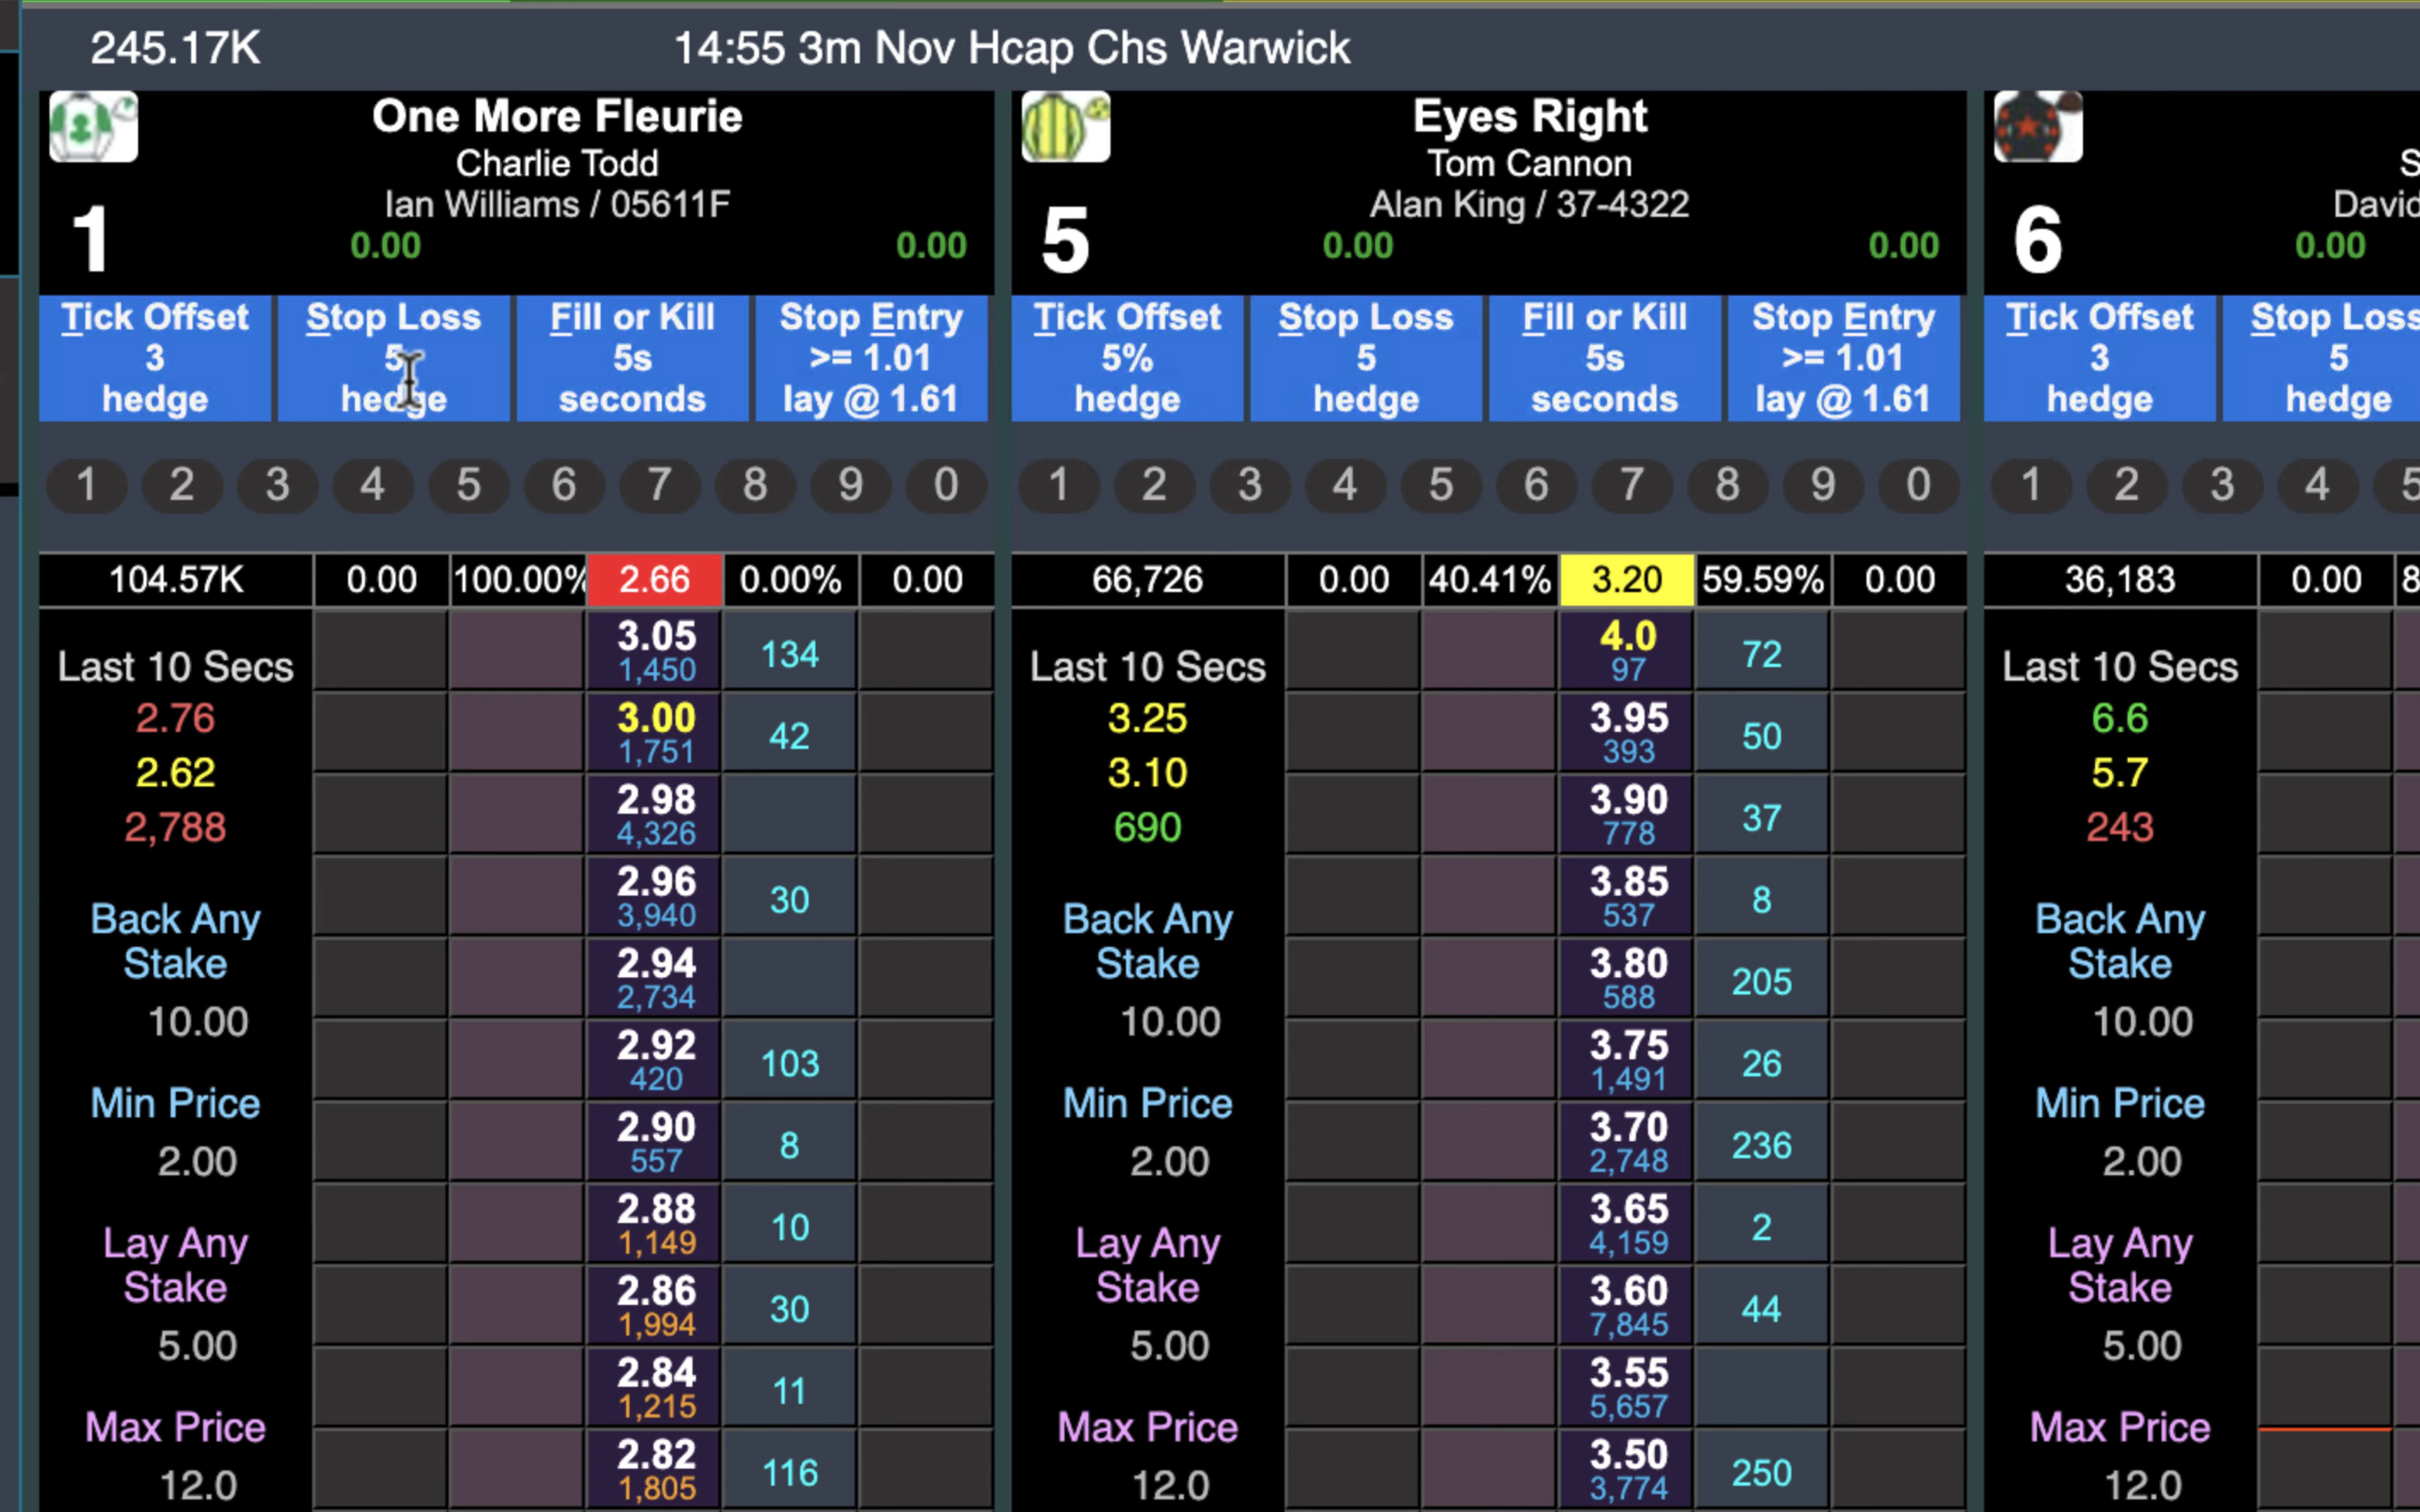 245.17K 14:55 3m Nov Hcap Chs Warwick
One More Fleurie
Charlie Todd
Ian Williams / 05611F
1 0.00 0.00
Tick Offset Stop Loss Fill or Kill Stop Entry
3 5 5s >= 1.01
hedge hedge seconds lay @ 1.61
1 2 3 4 5 6 7 8 9 0
104.57K 0.00 100.00% 2.66 0.00% 0.00
Last 10 Secs
2.76
2.62
2,788
Back Any
Stake
10.00
Min Price
2.00
Lay Any
Stake
5.00
Max Price
12.0
3.05 134
1,450
3.00 42
1,751
2.98
4,326
2.96 30
3,940
2.94
2,734
2.92 103
420
2.90 8
557
2.88 10
1,149
2.86 30
1,994
2.84 11
1,215
2.82 116
1,805
Eyes Right
Tom Cannon
Alan King / 37-4322
5 0.00 0.00
Tick Offset Stop Loss Fill or Kill Stop Entry
5% 5 5s >= 1.01
hedge hedge seconds lay @ 1.61
1 2 3 4 5 6 7 8 9 0
66,726 0.00 40.41% 3.20 59.59% 0.00
Last 10 Secs
3.25
3.10
690
Back Any
Stake
10.00
Min Price
2.00
Lay Any
Stake
5.00
Max Price
12.0
4.0 72
97
3.95 50
393
3.90 37
778
3.85 8
537
3.80 205
588
3.75 26
1,491
3.70 236
2,748
3.65 2
4,159
3.60 44
7,845
3.55
5,657
3.50 250
3,774
S
David
6 0.00
Tick Offset Stop Loss
3 5
hedge hedge
1 2 3 4 5
36,183 0.00 8
Last 10 Secs
6.6
5.7
243
Back Any
Stake
10.00
Min Price
2.00
Lay Any
Stake
5.00
Max Price
12.0